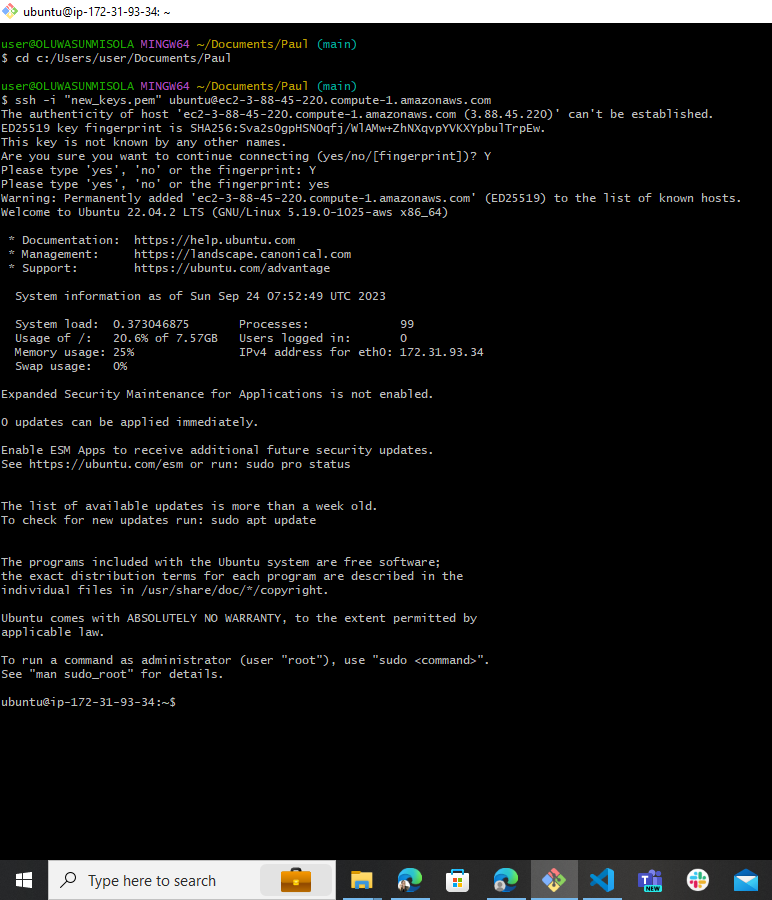 ubuntu@ip-172-31-93-34: ~
user@OLUWASUNMISOLA MINGW64 ~/Documents/Paul (main)
$ cd c:/Users/user/Documents/Paul
user@OLUWASUNMISOLA MINGW64 ~/Documents/Paul (main)
$ ssh -i "new_keys.pem" ubuntu@ec2-3-88-45-220.compute-1.amazonaws.com
The authenticity of host 'ec2-3-88-45-220.compute-1.amazonaws.com (3.88.45.220)' can't be established.
ED25519 key fingerprint is SHA256:Sva2sOgpHSNOqfj/WlAMw+ZhNXqvpYVKXYpbulTrpEw.
This key is not known by any other names.
Are you sure you want to continue connecting (yes/no/[fingerprint])? Y
Please type 'yes', 'no' or the fingerprint: Y
Please type 'yes', 'no' or the fingerprint: yes
Warning: Permanently added 'ec2-3-88-45-220.compute-1.amazonaws.com' (ED25519) to the list of known hosts.
Welcome to Ubuntu 22.04.2 LTS (GNU/Linux 5.19.0-1025-aws x86_64)
* Documentation:  https://help.ubuntu.com
* Management:     https://landscape.canonical.com
* Support:        https://ubuntu.com/advantage
System information as of Sun Sep 24 07:52:49 UTC 2023
System load:  0.373046875       Processes:             99
Usage of /:   20.6% of 7.57GB   Users logged in:       0
Memory usage: 25%               IPv4 address for eth0: 172.31.93.34
Swap usage:   0%
Expanded Security Maintenance for Applications is not enabled.
0 updates can be applied immediately.
Enable ESM Apps to receive additional future security updates.
See https://ubuntu.com/esm or run: sudo pro status
The list of available updates is more than a week old.
To check for new updates run: sudo apt update
The programs included with the Ubuntu system are free software;
the exact distribution terms for each program are described in the
individual files in /usr/share/doc/*/copyright.
Ubuntu comes with ABSOLUTELY NO WARRANTY, to the extent permitted by
applicable law.
To run a command as administrator (user "root"), use "sudo <command>".
See "man sudo_root" for details.
ubuntu@ip-172-31-93-34:~$
Type here to search
T
NEW